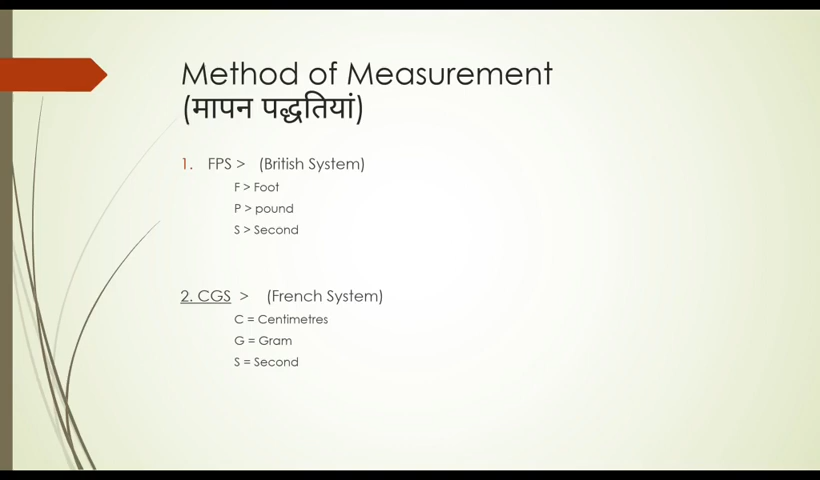 Method of Measurement
(मापन पद्धतियां)
1. FPS > (British System)
F > Foot
P > pound
S > Second
2. CGS > (French System)
C = Centimetres
G = Gram
S = Second